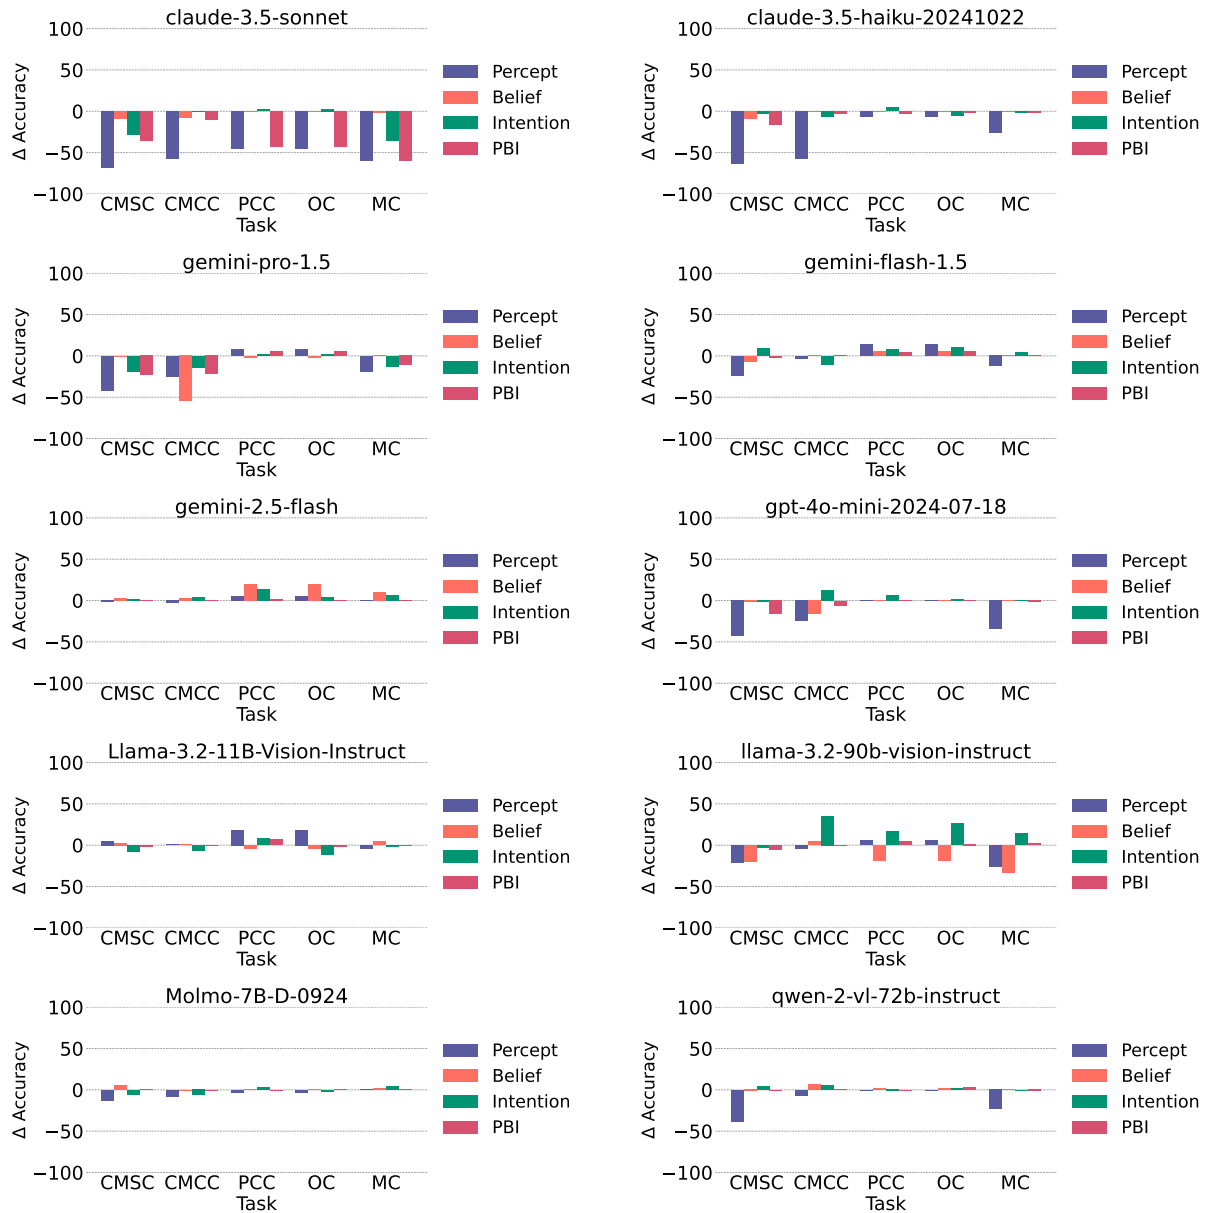 claude-3.5-sonnet
100
50
0
−50
−100
Δ Accuracy
CMSC CMCC PCC OC MC
Task
Percept
Belief
Intention
PBI
claude-3.5-haiku-20241022
100
50
0
−50
−100
Δ Accuracy
CMSC CMCC PCC OC MC
Task
Percept
Belief
Intention
PBI
gemini-pro-1.5
100
50
0
−50
−100
Δ Accuracy
CMSC CMCC PCC OC MC
Task
Percept
Belief
Intention
PBI
gemini-flash-1.5
100
50
0
−50
−100
Δ Accuracy
CMSC CMCC PCC OC MC
Task
Percept
Belief
Intention
PBI
gemini-2.5-flash
100
50
0
−50
−100
Δ Accuracy
CMSC CMCC PCC OC MC
Task
Percept
Belief
Intention
PBI
gpt-4o-mini-2024-07-18
100
50
0
−50
−100
Δ Accuracy
CMSC CMCC PCC OC MC
Task
Percept
Belief
Intention
PBI
Llama-3.2-11B-Vision-Instruct
100
50
0
−50
−100
Δ Accuracy
CMSC CMCC PCC OC MC
Task
Percept
Belief
Intention
PBI
llama-3.2-90b-vision-instruct
100
50
0
−50
−100
Δ Accuracy
CMSC CMCC PCC OC MC
Task
Percept
Belief
Intention
PBI
Molmo-7B-D-0924
100
50
0
−50
−100
Δ Accuracy
CMSC CMCC PCC OC MC
Task
Percept
Belief
Intention
PBI
qwen-2-vl-72b-instruct
100
50
0
−50
−100
Δ Accuracy
CMSC CMCC PCC OC MC
Task
Percept
Belief
Intention
PBI